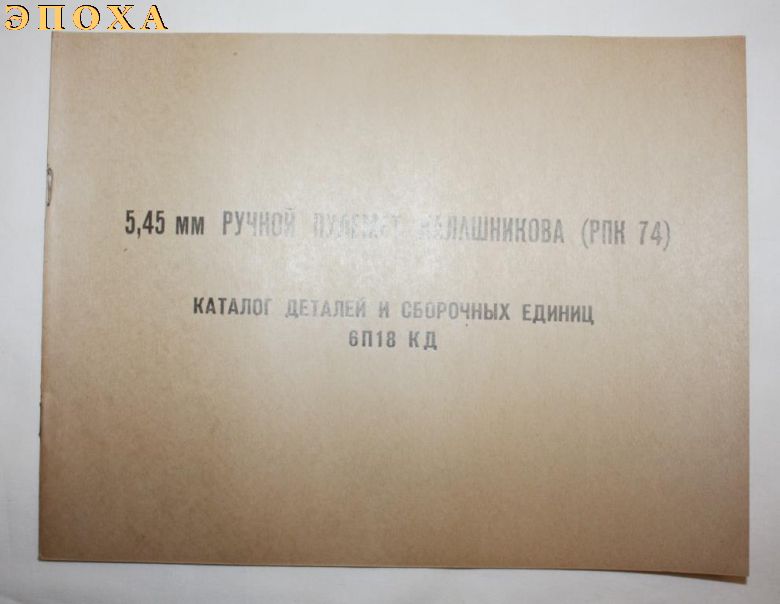 ЭПОХА
5,45 мм РУЧНОЙ ПУЛЕМЕТ КАЛАШНИКОВА (РПК 74)
КАТАЛОГ ДЕТАЛЕЙ И СБОРОЧНЫХ ЕДИНИЦ
6П18 КД